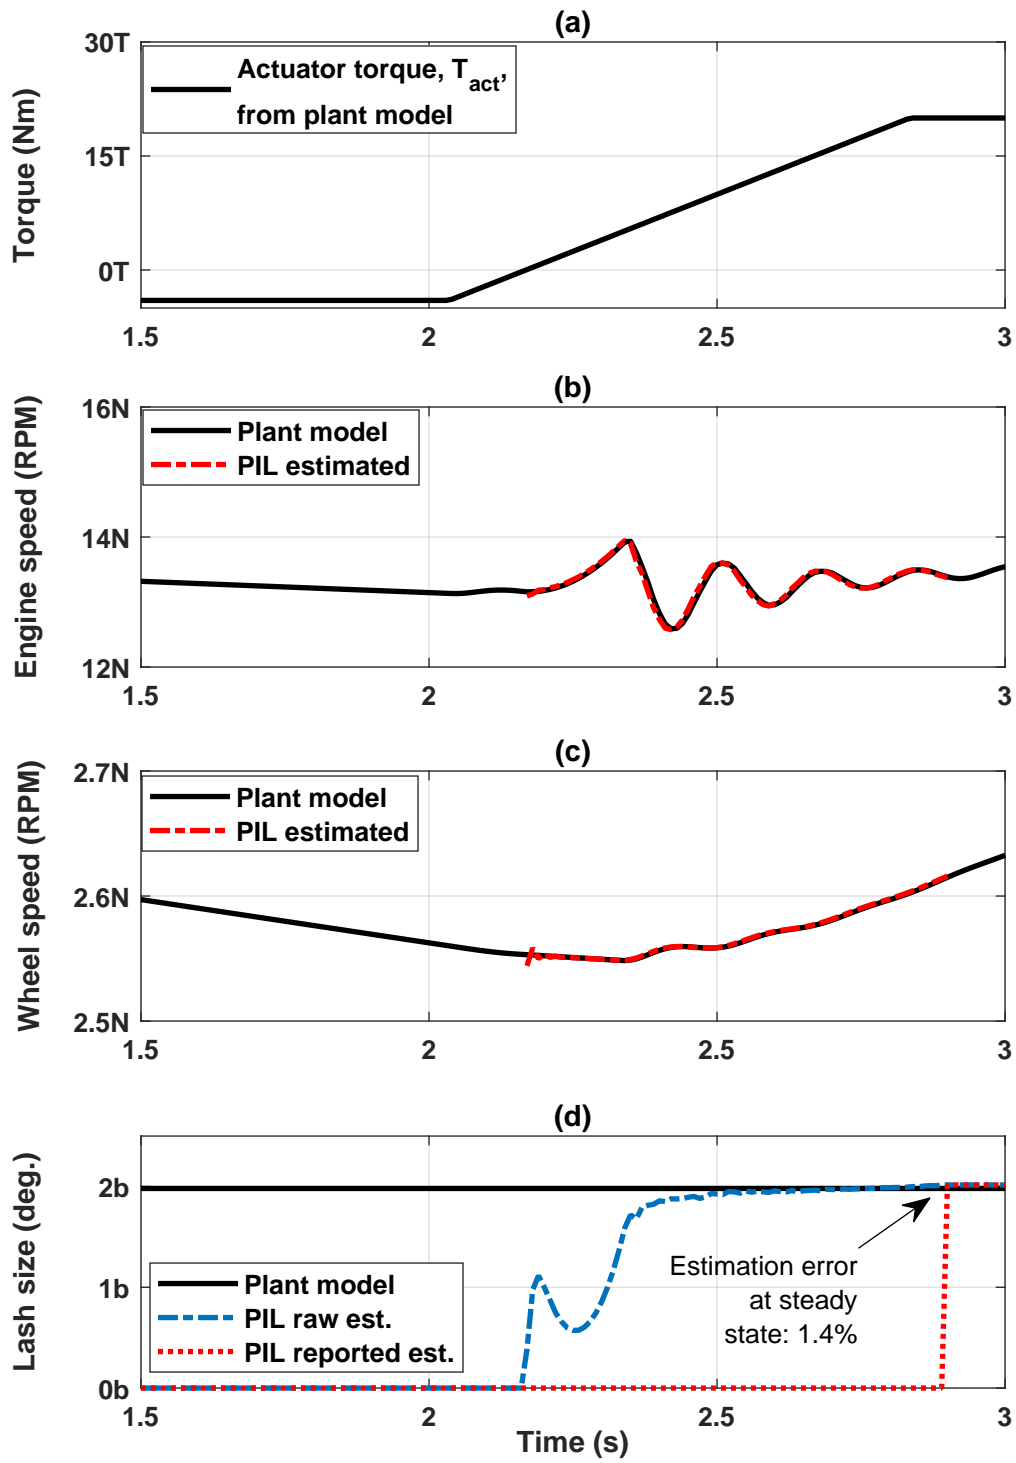 (a)
30T
15T
0T
Torque (Nm)
Actuator torque, T_act,
from plant model
1.5 2 2.5 3
(b)
16N
14N
12N
Engine speed (RPM)
Plant model
PIL estimated
1.5 2 2.5 3
(c)
2.7N
2.6N
2.5N
Wheel speed (RPM)
Plant model
PIL estimated
1.5 2 2.5 3
(d)
2b
1b
0b
Lash size (deg.)
Plant model
PIL raw est.
PIL reported est.
Estimation error
at steady
state: 1.4%
1.5 2 2.5 3
Time (s)